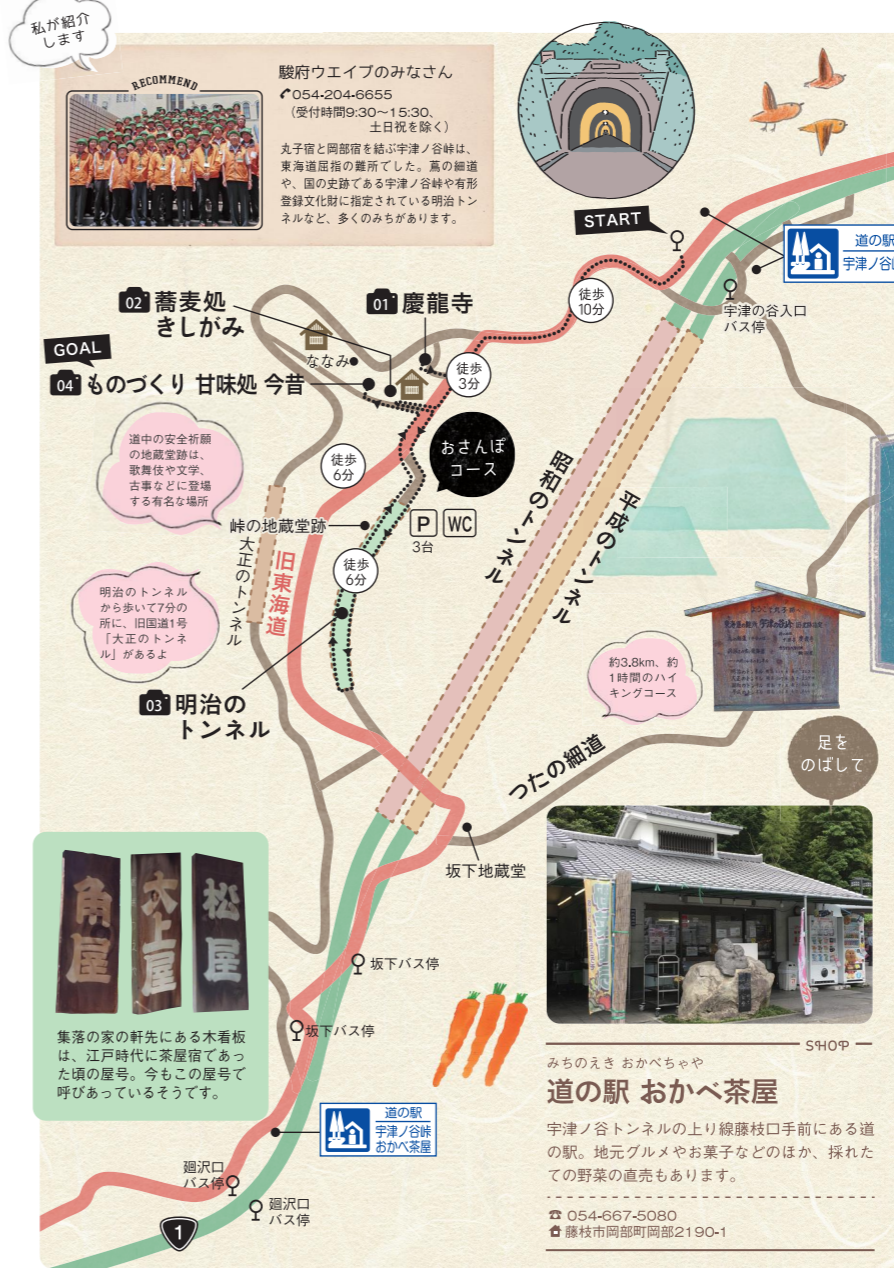 私が紹介
します
RECOMMEND
駿府ウエイブのみなさん
054-204-6655
(受付時間9:30〜15:30、
土日祝を除く)
丸子宿と岡部宿を結ぶ宇津ノ谷峠は、
東海道屈指の難所でした。蔦の細道
や、国の史跡である宇津ノ谷峠や有形
登録文化財に指定されている明治トン
ネルなど、多くのみちがあります。
START
道の駅
宇津ノ谷
宇津の谷入口
バス停
徒歩
10分
02 蕎麦処
きしがみ
01 慶龍寺
ななみ
GOAL
04 ものづくり 甘味処 今昔
徒歩
3分
おさんぽ
コース
道中の安全祈願
の地蔵堂跡は、
歌舞伎や文学、
古事などに登場
する有名な場所
徒歩
6分
峠の地蔵堂跡
P WC
3台
昭和のトンネル
平成のトンネル
大正のトンネル
旧東海道
徒歩
6分
明治のトンネル
から歩いて7分の
所に、旧国道1号
「大正のトンネ
ル」があるよ
03 明治の
トンネル
約3.8km、約
1時間のハイ
キングコース
つたの細道
足を
のばして
坂下地蔵堂
角屋
大上屋
松屋
集落の家の軒先にある木看板
は、江戸時代に茶屋宿であっ
た頃の屋号。今もこの屋号で
呼びあっているそうです。
坂下バス停
坂下バス停
道の駅
宇津ノ谷峠
おかべ茶屋
廻沢口
バス停
廻沢口
バス停
1
SHOP
みちのえき おかべちゃや
道の駅 おかべ茶屋
宇津ノ谷トンネルの上り線藤枝口手前にある道
の駅。地元グルメやお菓子などのほか、採れた
ての野菜の直売もあります。
054-667-5080
藤枝市岡部町岡部2190-1